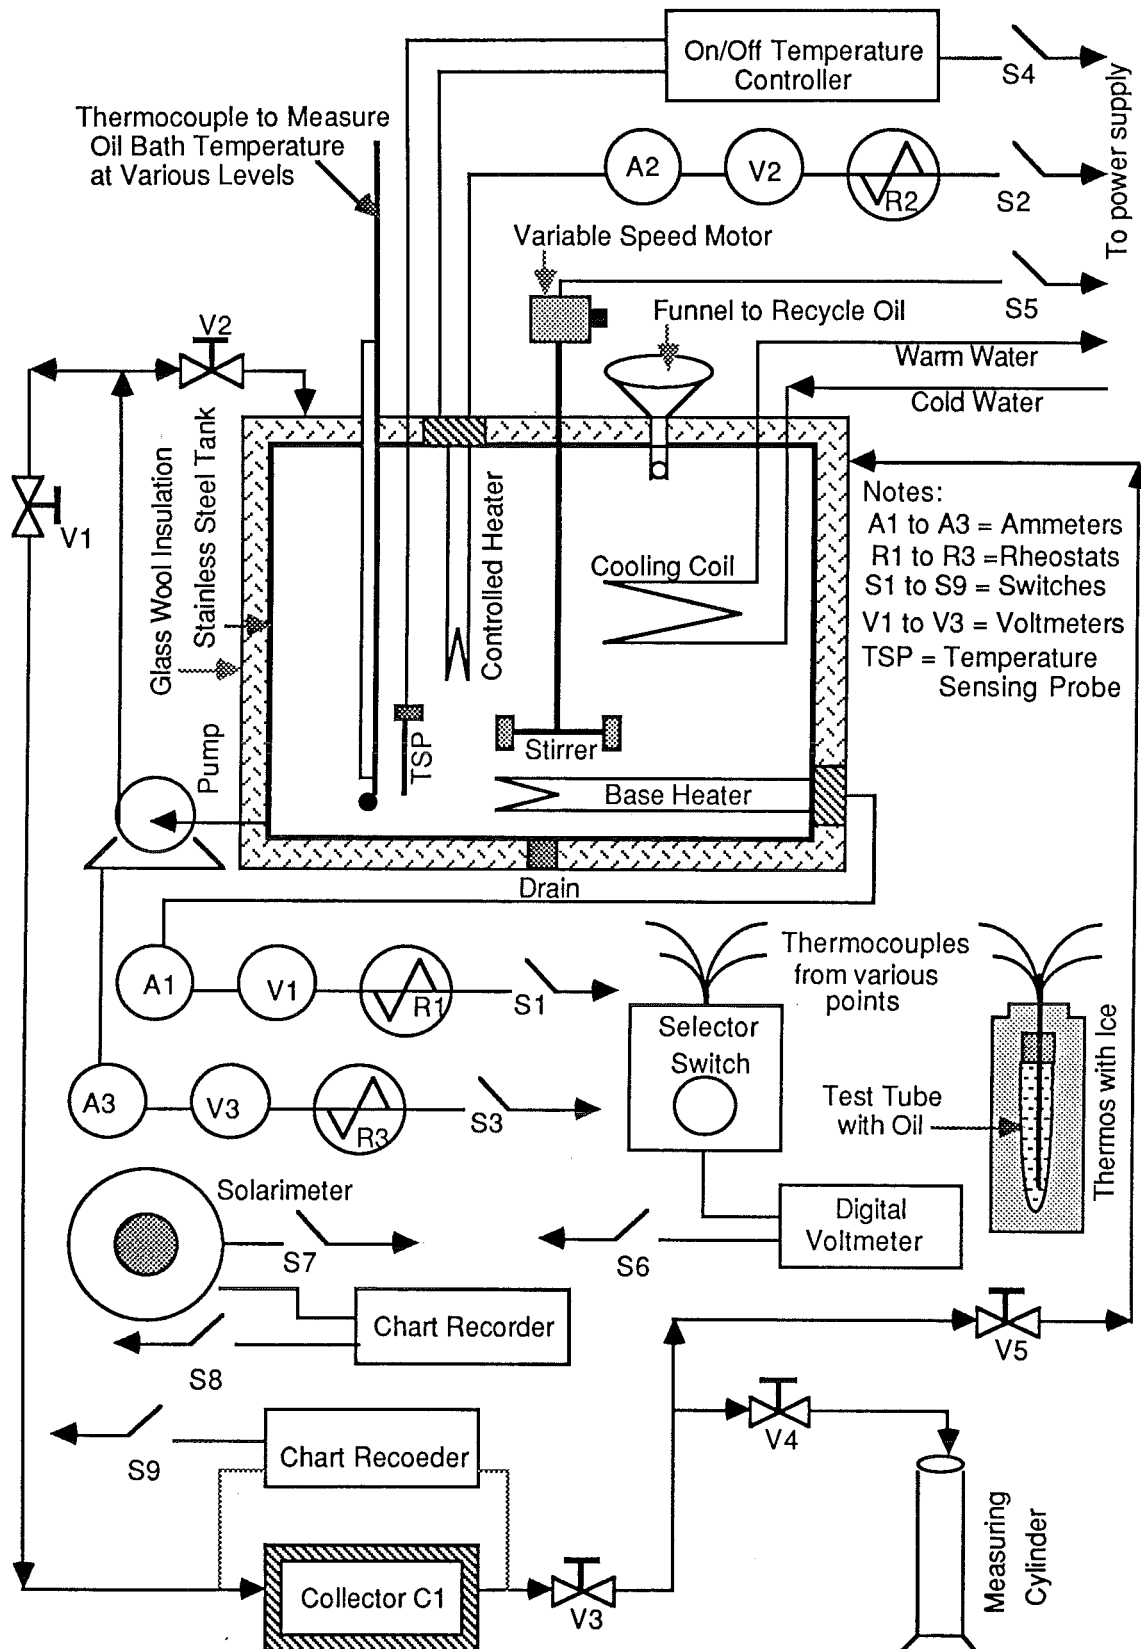 On/Off Temperature
Controller
S4
To power supply
Thermocouple to Measure
Oil Bath Temperature
at Various Levels
A2
V2
R2
S2
Variable Speed Motor
S5
Funnel to Recycle Oil
V2
Warm Water
Cold Water
V1
Glass Wool Insulation
Stainless Steel Tank
Controlled Heater
Cooling Coil
Notes:
A1 to A3 = Ammeters
R1 to R3 =Rheostats
S1 to S9 = Switches
V1 to V3 = Voltmeters
TSP = Temperature
Sensing Probe
Pump
TSP
Stirrer
Base Heater
Drain
A1
V1
R1
S1
Thermocouples
from various
points
Selector
Switch
A3
V3
R3
S3
Test Tube
with Oil
Thermos with Ice
Solarimeter
S7
S6
Digital
Voltmeter
Chart Recorder
S8
V5
V4
Chart Recoeder
S9
Measuring
Cylinder
Collector C1
V3